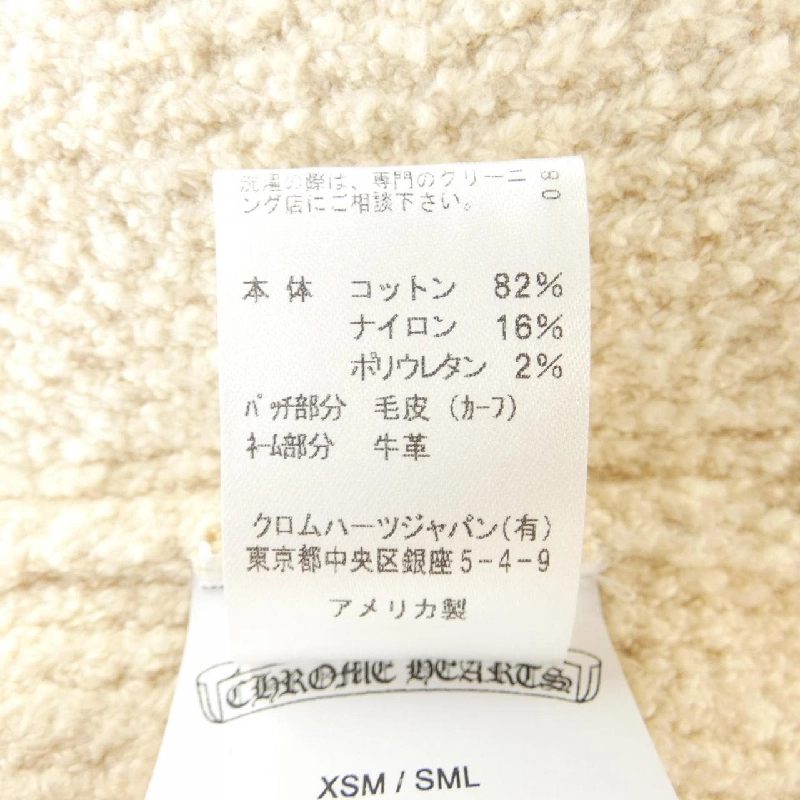 洗濯の際は、専門のクリーニ
ング店にご相談下さい。
80
本体 コットン 82%
ナイロン 16%
ポリウレタン 2%
ﾊﾟｯﾁ部分 毛皮 (ｶｰﾌ)
ﾈｰﾑ部分 牛革
クロムハーツジャパン(有)
東京都中央区銀座5-4-9
アメリカ製
CHROME HEARTS
XSM / SML